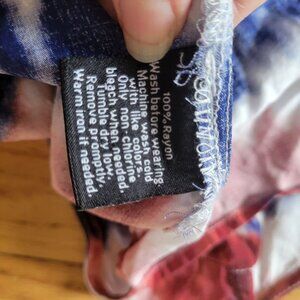 100% Rayon
Wash before wearing
Machine wash cold
with like colors.
Only non-chlorine
bleach when needed.
Tumble dry low.
Remove promptly.
Warm iron if needed.